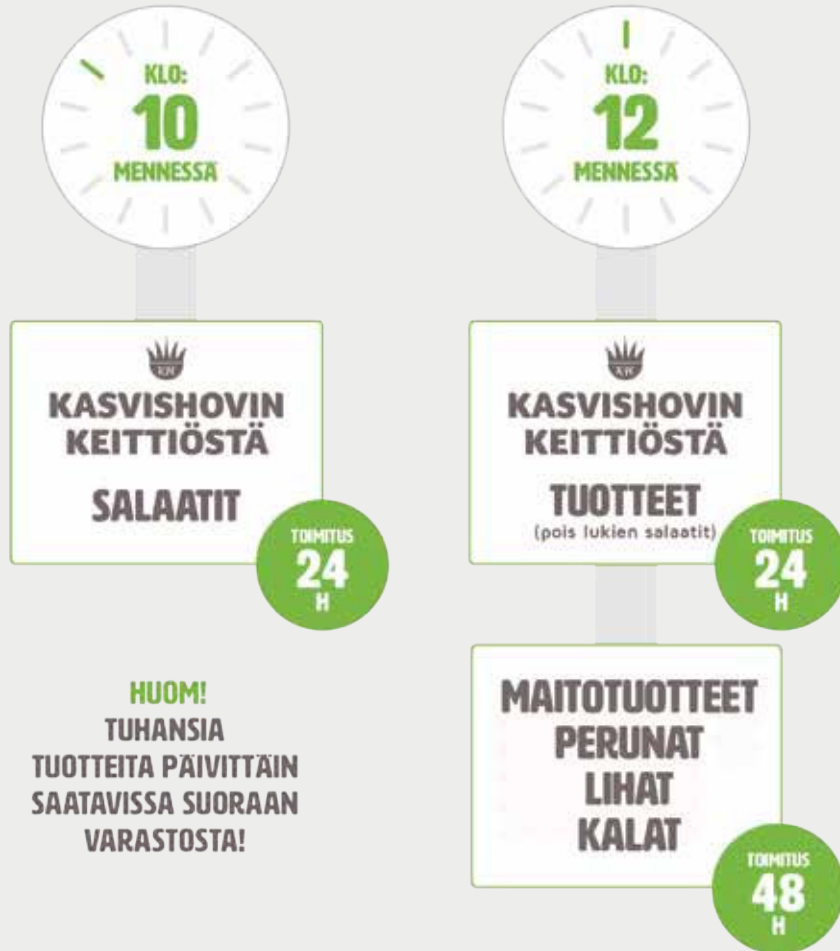 KLO:
10
MENNESSÄ
KASVISHOVIN
KEITTIÖSTÄ
SALAATIT
TOIMITUS
24
H
HUOM!
TUHANSIA
TUOTTEITA PÄIVITTÄIN
SAATAVISSA SUORAAN
VARASTOSTA!
KLO:
12
MENNESSÄ
KASVISHOVIN
KEITTIÖSTÄ
TUOTTEET
(pois lukien salaatit)
TOIMITUS
24
H
MAITOTUOTTEET
PERUNAT
LIHAT
KALAT
TOIMITUS
48
H